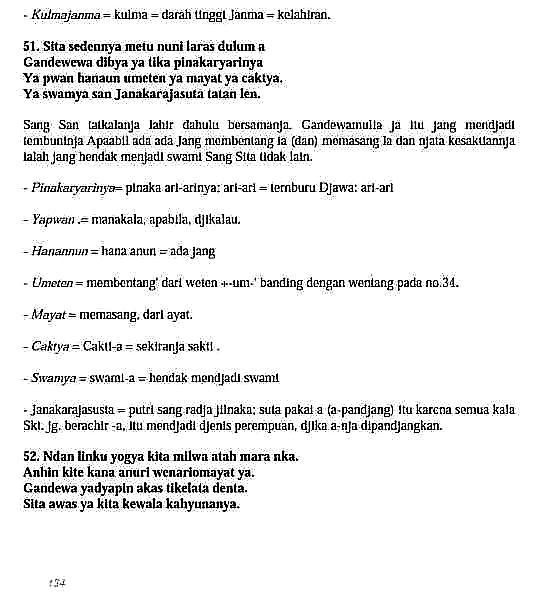 - Kulmajanma = kulma = darah tinggi Janma = kelahiran.
51. Sita sedennya metu nuni laras dulum a
Gandewewa dibya ya tika pinakaryarinya
Ya pwan hanaun umeten ya mayat ya caktya.
Ya swamya san Janakarajasuta tatan len.
Sang San tatkalanja lahir dahulu bersamanja. Gandewamulia ja itu jang mendjadi
tembuninja Apaabil ada ada Jang membentang ia (dan) memasang ia dan njata kesaktiannja
ialah jang hendak menjadi swami Sang Sita tidak lain.
- Pinakaryarinya= pinaka ari-arinya: ari-ari = temburu Djawa: ari-ari
- Yapwan .= manakala, apabila, djikalau.
- Hanannun = hana anun = ada jang
- Umeten = membentang' dari weten +-um-' banding dengan wentang pada no.34.
- Mayat = memasang, dari ayat.
- Caktya = Cakti-a = sekiranja sakti .
- Swamya = swami-a = hendak mendjadi swami
- Janakarajasusta = putri sang radja jilnaka; suta pakai a (a-pandjang) itu karena semua kala
Skt. Jg. berachir -a, itu mendjadi djenis perempuan, djika a-nja dipandjangkan.
52. Ndan linku yogya kita milwa atah mara nka.
Anhin kite kana anuri wenariomayat ya.
Gandewa yadyapin akas tikelata denta.
Sita awas ya kita kewala kahyunanya.
134